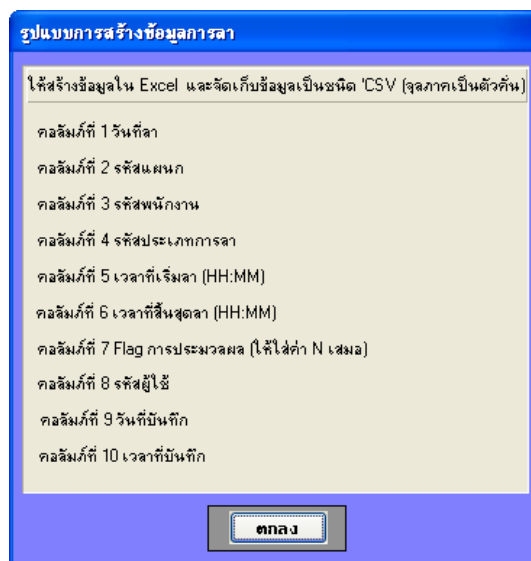 รูปแบบการสร้างข้อมูลการลา
ให้สร้างข้อมูลใน Excel และจัดเก็บข้อมูลเป็นชนิด 'CSV (จุลภาคเป็นตัวคั่น)
คอลัมภ์ที่ 1 วันที่ลา
คอลัมภ์ที่ 2 รหัสแผนก
คอลัมภ์ที่ 3 รหัสพนักงาน
คอลัมภ์ที่ 4 รหัสประเภทการลา
คอลัมภ์ที่ 5 เวลาที่เริ่มลา (HH:MM)
คอลัมภ์ที่ 6 เวลาที่สิ้นสุดลา (HH:MM)
คอลัมภ์ที่ 7 Flag การประมวลผล (ให้ใส่ค่า N เสมอ)
คอลัมภ์ที่ 8 รหัสผู้ใช้
คอลัมภ์ที่ 9 วันที่บันทึก
คอลัมภ์ที่ 10 เวลาที่บันทึก
ตกลง